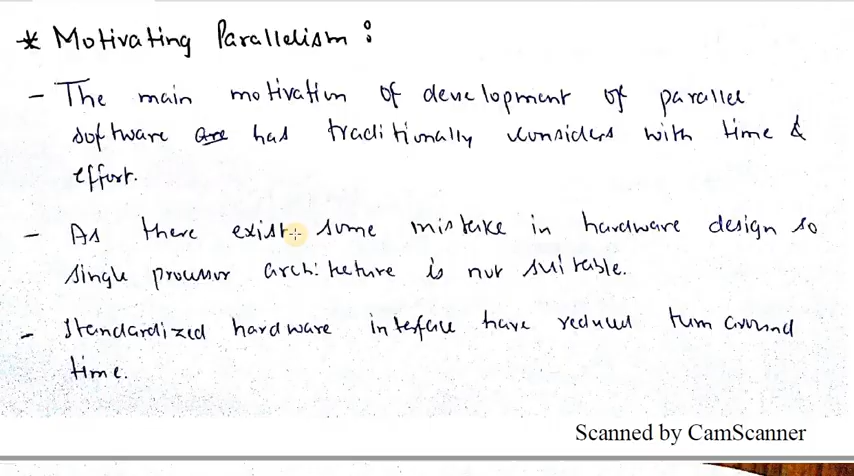 * Motivating Parallelism :
- The main motivation of development of parallel
software are has traditionally considers with time &
effort.
- As there exist some mistake in hardware design so
single processor architecture is not suitable.
- Standardized hardware interface have reduced turn around
time.
Scanned by CamScanner